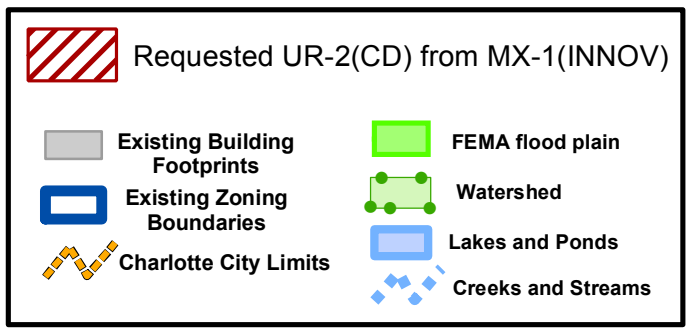 Requested UR-2(CD) from MX-1(INNOV)
Existing Building
Footprints
Existing Zoning
Boundaries
Charlotte City Limits
FEMA flood plain
Watershed
Lakes and Ponds
Creeks and Streams